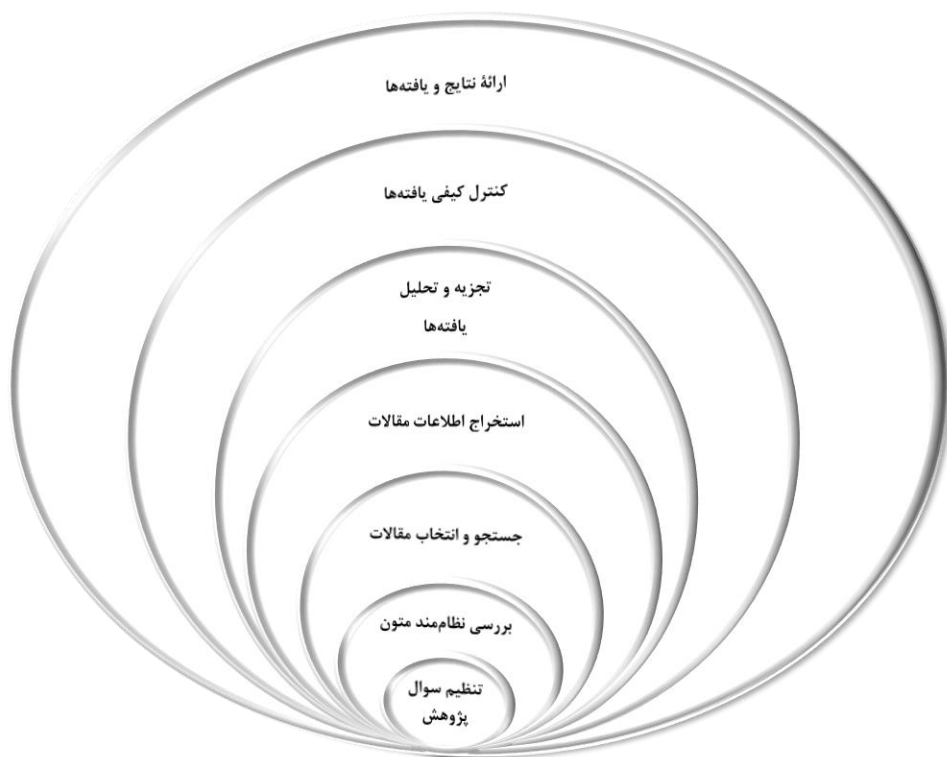 ارائهٔ نتایج و یافته‌ها
کنترل کیفی یافته‌ها
تجزیه و تحلیل
یافته‌ها
استخراج اطلاعات مقالات
جستجو و انتخاب مقالات
بررسی نظام‌مند متون
تنظیم سوال
پژوهش